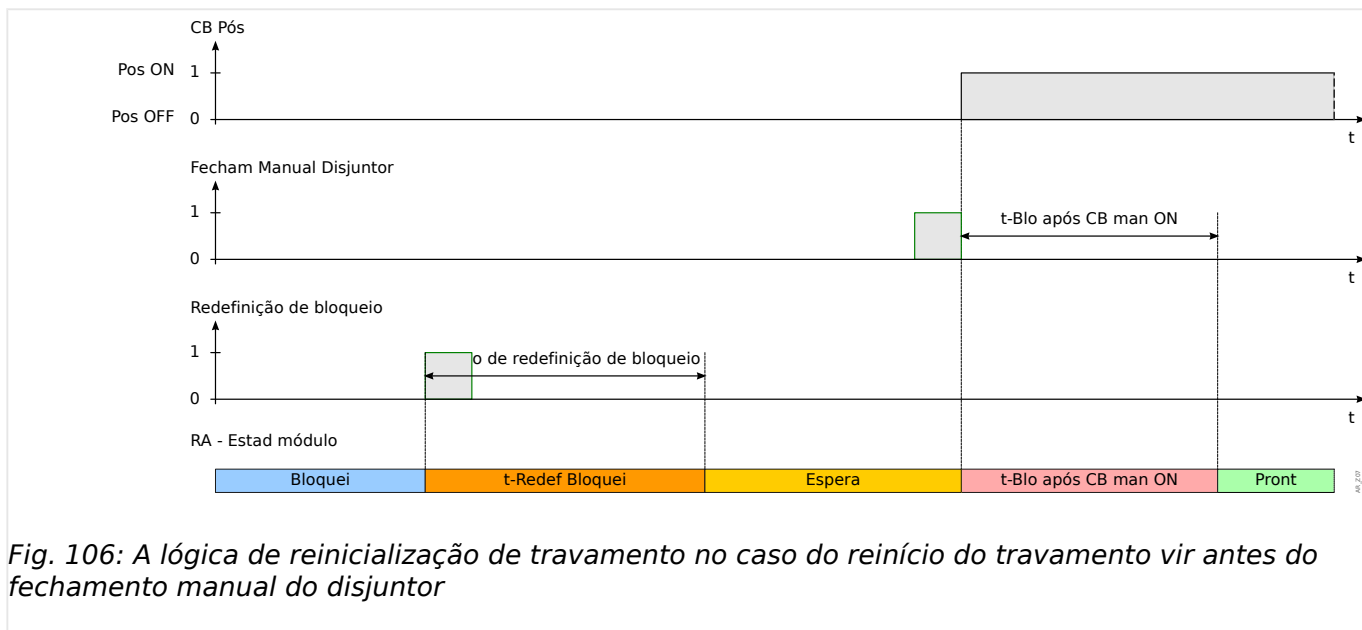 CB Pós
Pos ON 1
Pos OFF 0
t
Fecham Manual Disjuntor
1
t-Blo após CB man ON
0
t
Redefinição de bloqueio
1
o de redefinição de bloqueio
0
t
RA - Estad módulo
Bloquei t-Redef Bloquei Espera t-Blo após CB man ON Pront
Fig. 106: A lógica de reinicialização de travamento no caso do reinício do travamento vir antes do
fechamento manual do disjuntor